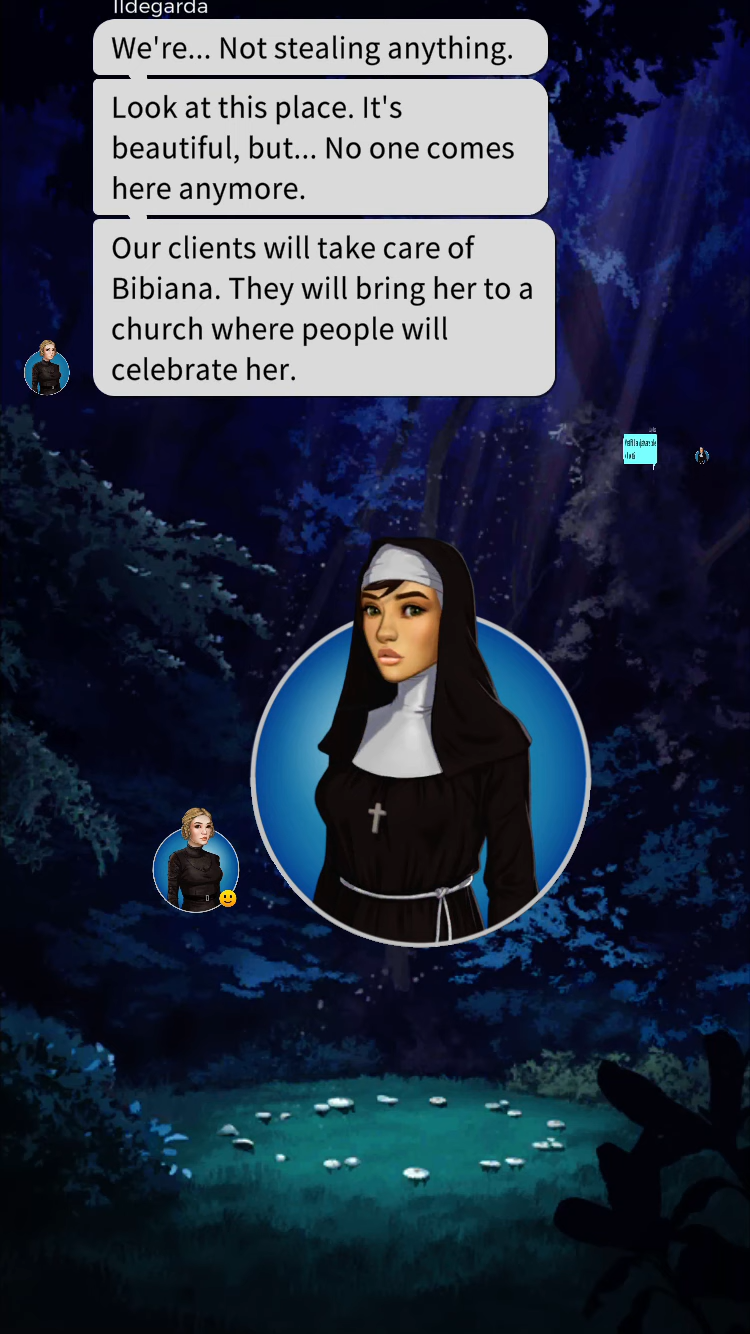 Ildegarda
We're... Not stealing anything.
Look at this place. It's
beautiful, but... No one comes
here anymore.
Our clients will take care of
Bibiana. They will bring her to a
church where people will
celebrate her.